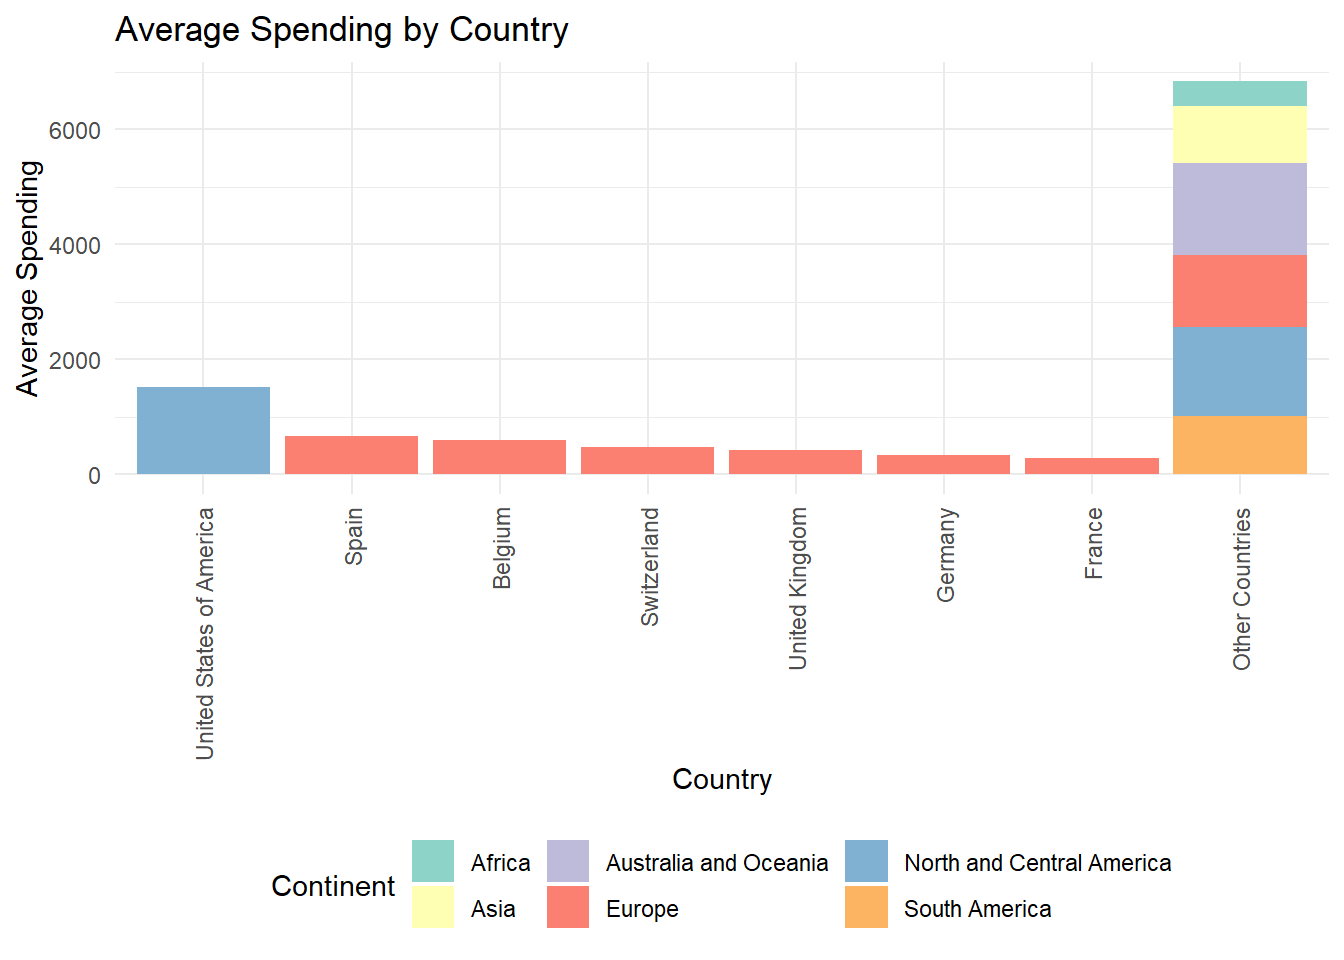 Average Spending by Country
Average Spending
6000
4000
2000
0
United States of America
Spain
Belgium
Switzerland
United Kingdom
Germany
France
Other Countries
Country
Continent
Africa
Australia and Oceania
North and Central America
Asia
Europe
South America